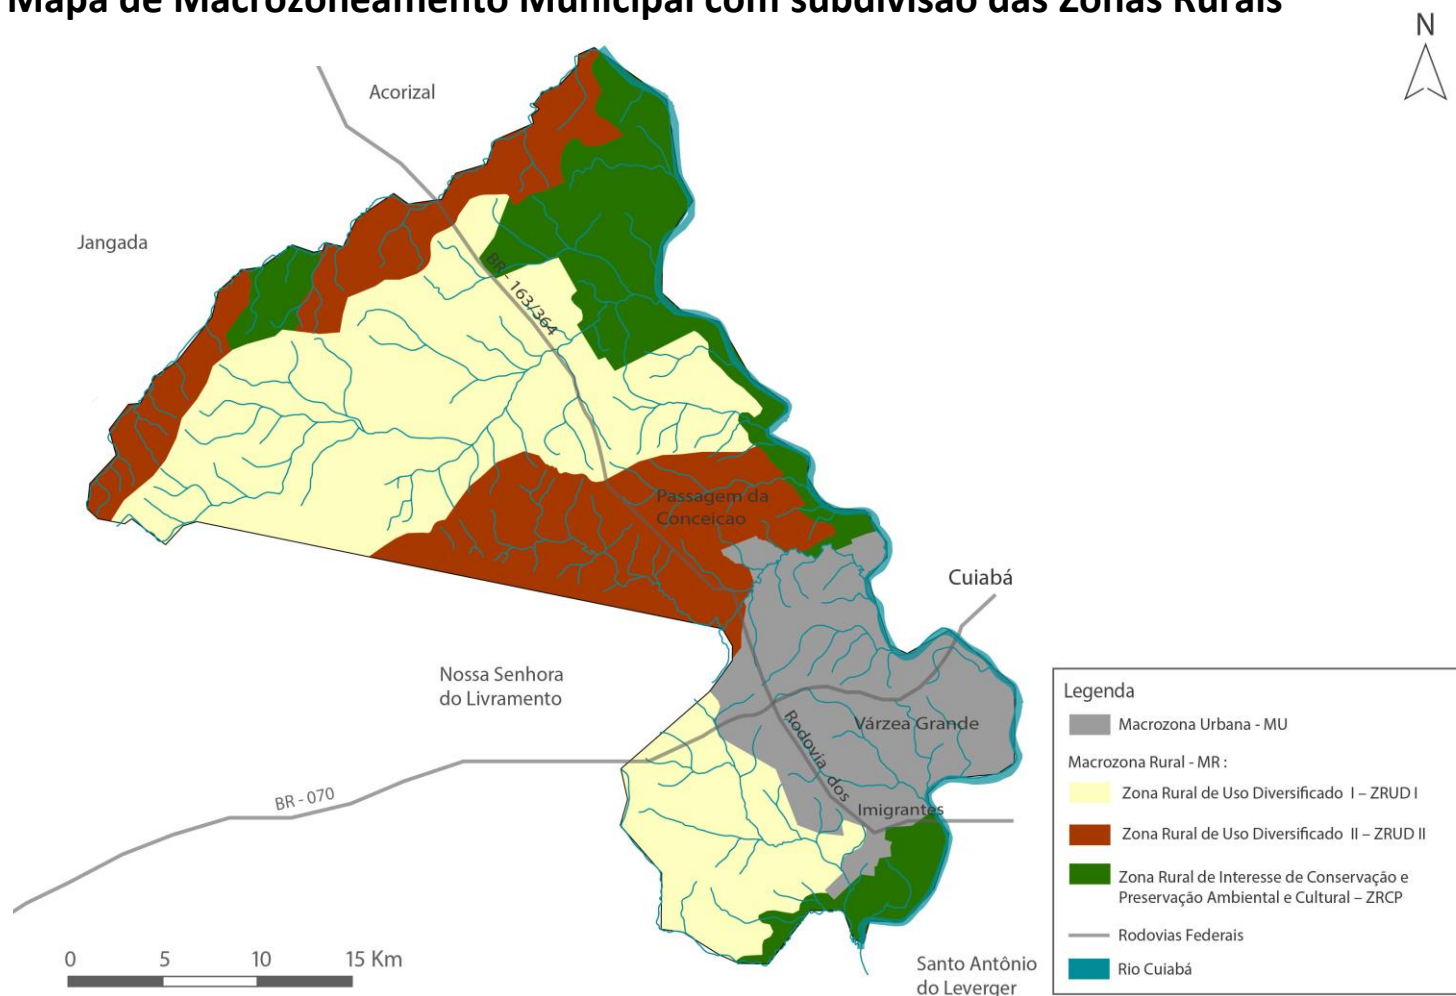 Mapa de Macrozoneamento Municipal com subdivisão das Zonas Rurais
N
Acorizal
Jangada
BR - 163/364
Passagem da
Conceicao
Cuiabá
Nossa Senhora
do Livramento
Várzea Grande
Rodovia dos
Imigrantes
BR - 070
Santo Antônio
do Leverger
0 5 10 15 Km
Legenda
Macrozona Urbana - MU
Macrozona Rural - MR :
Zona Rural de Uso Diversificado I – ZRUD I
Zona Rural de Uso Diversificado II – ZRUD II
Zona Rural de Interesse de Conservação e
Preservação Ambiental e Cultural – ZRCP
Rodovias Federais
Rio Cuiabá